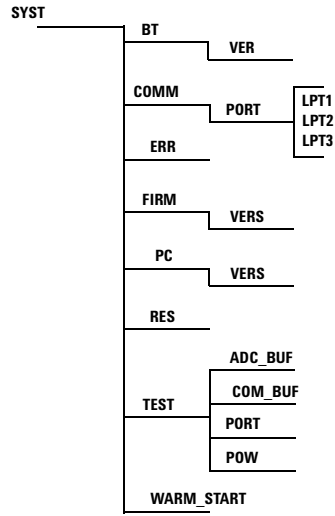 SYST
BT
VER
COMM
PORT
LPT1
LPT2
LPT3
ERR
FIRM
VERS
PC
VERS
RES
TEST
ADC_BUF
COM_BUF
PORT
POW
WARM_START